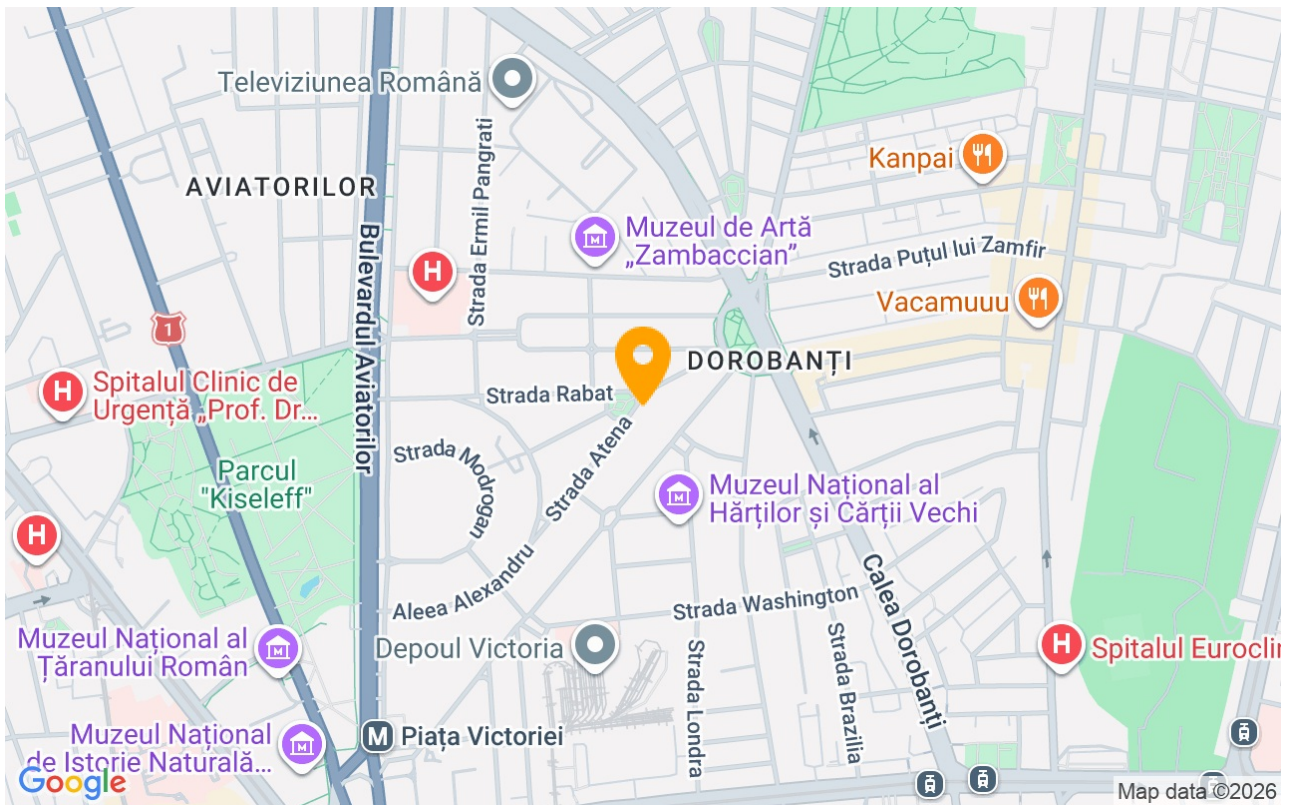 Televiziunea Română
Strada Ermil Pangrati
Kanpai
AVIATORILOR
Muzeul de Artă
„Zambaccian”
Strada Puțul lui Zamfir
Bulevardul Aviatorilor
Vacamuuu
1
DOROBANȚI
Spitalul Clinic de
Urgență „Prof. Dr...
Strada Rabat
Strada Atena
Strada Modrogan
Parcul
"Kiseleff"
Muzeul Național al
Hărților și Cărții Vechi
Aleea Alexandru
Strada Washington
Calea Dorobanți
Muzeul Național al
Țăranului Român
Depoul Victoria
Strada Londra
Strada Brazilia
Spitalul Euroclin
Muzeul Național
de Istorie Naturală...
M Piața Victoriei
Google
Map data ©2026